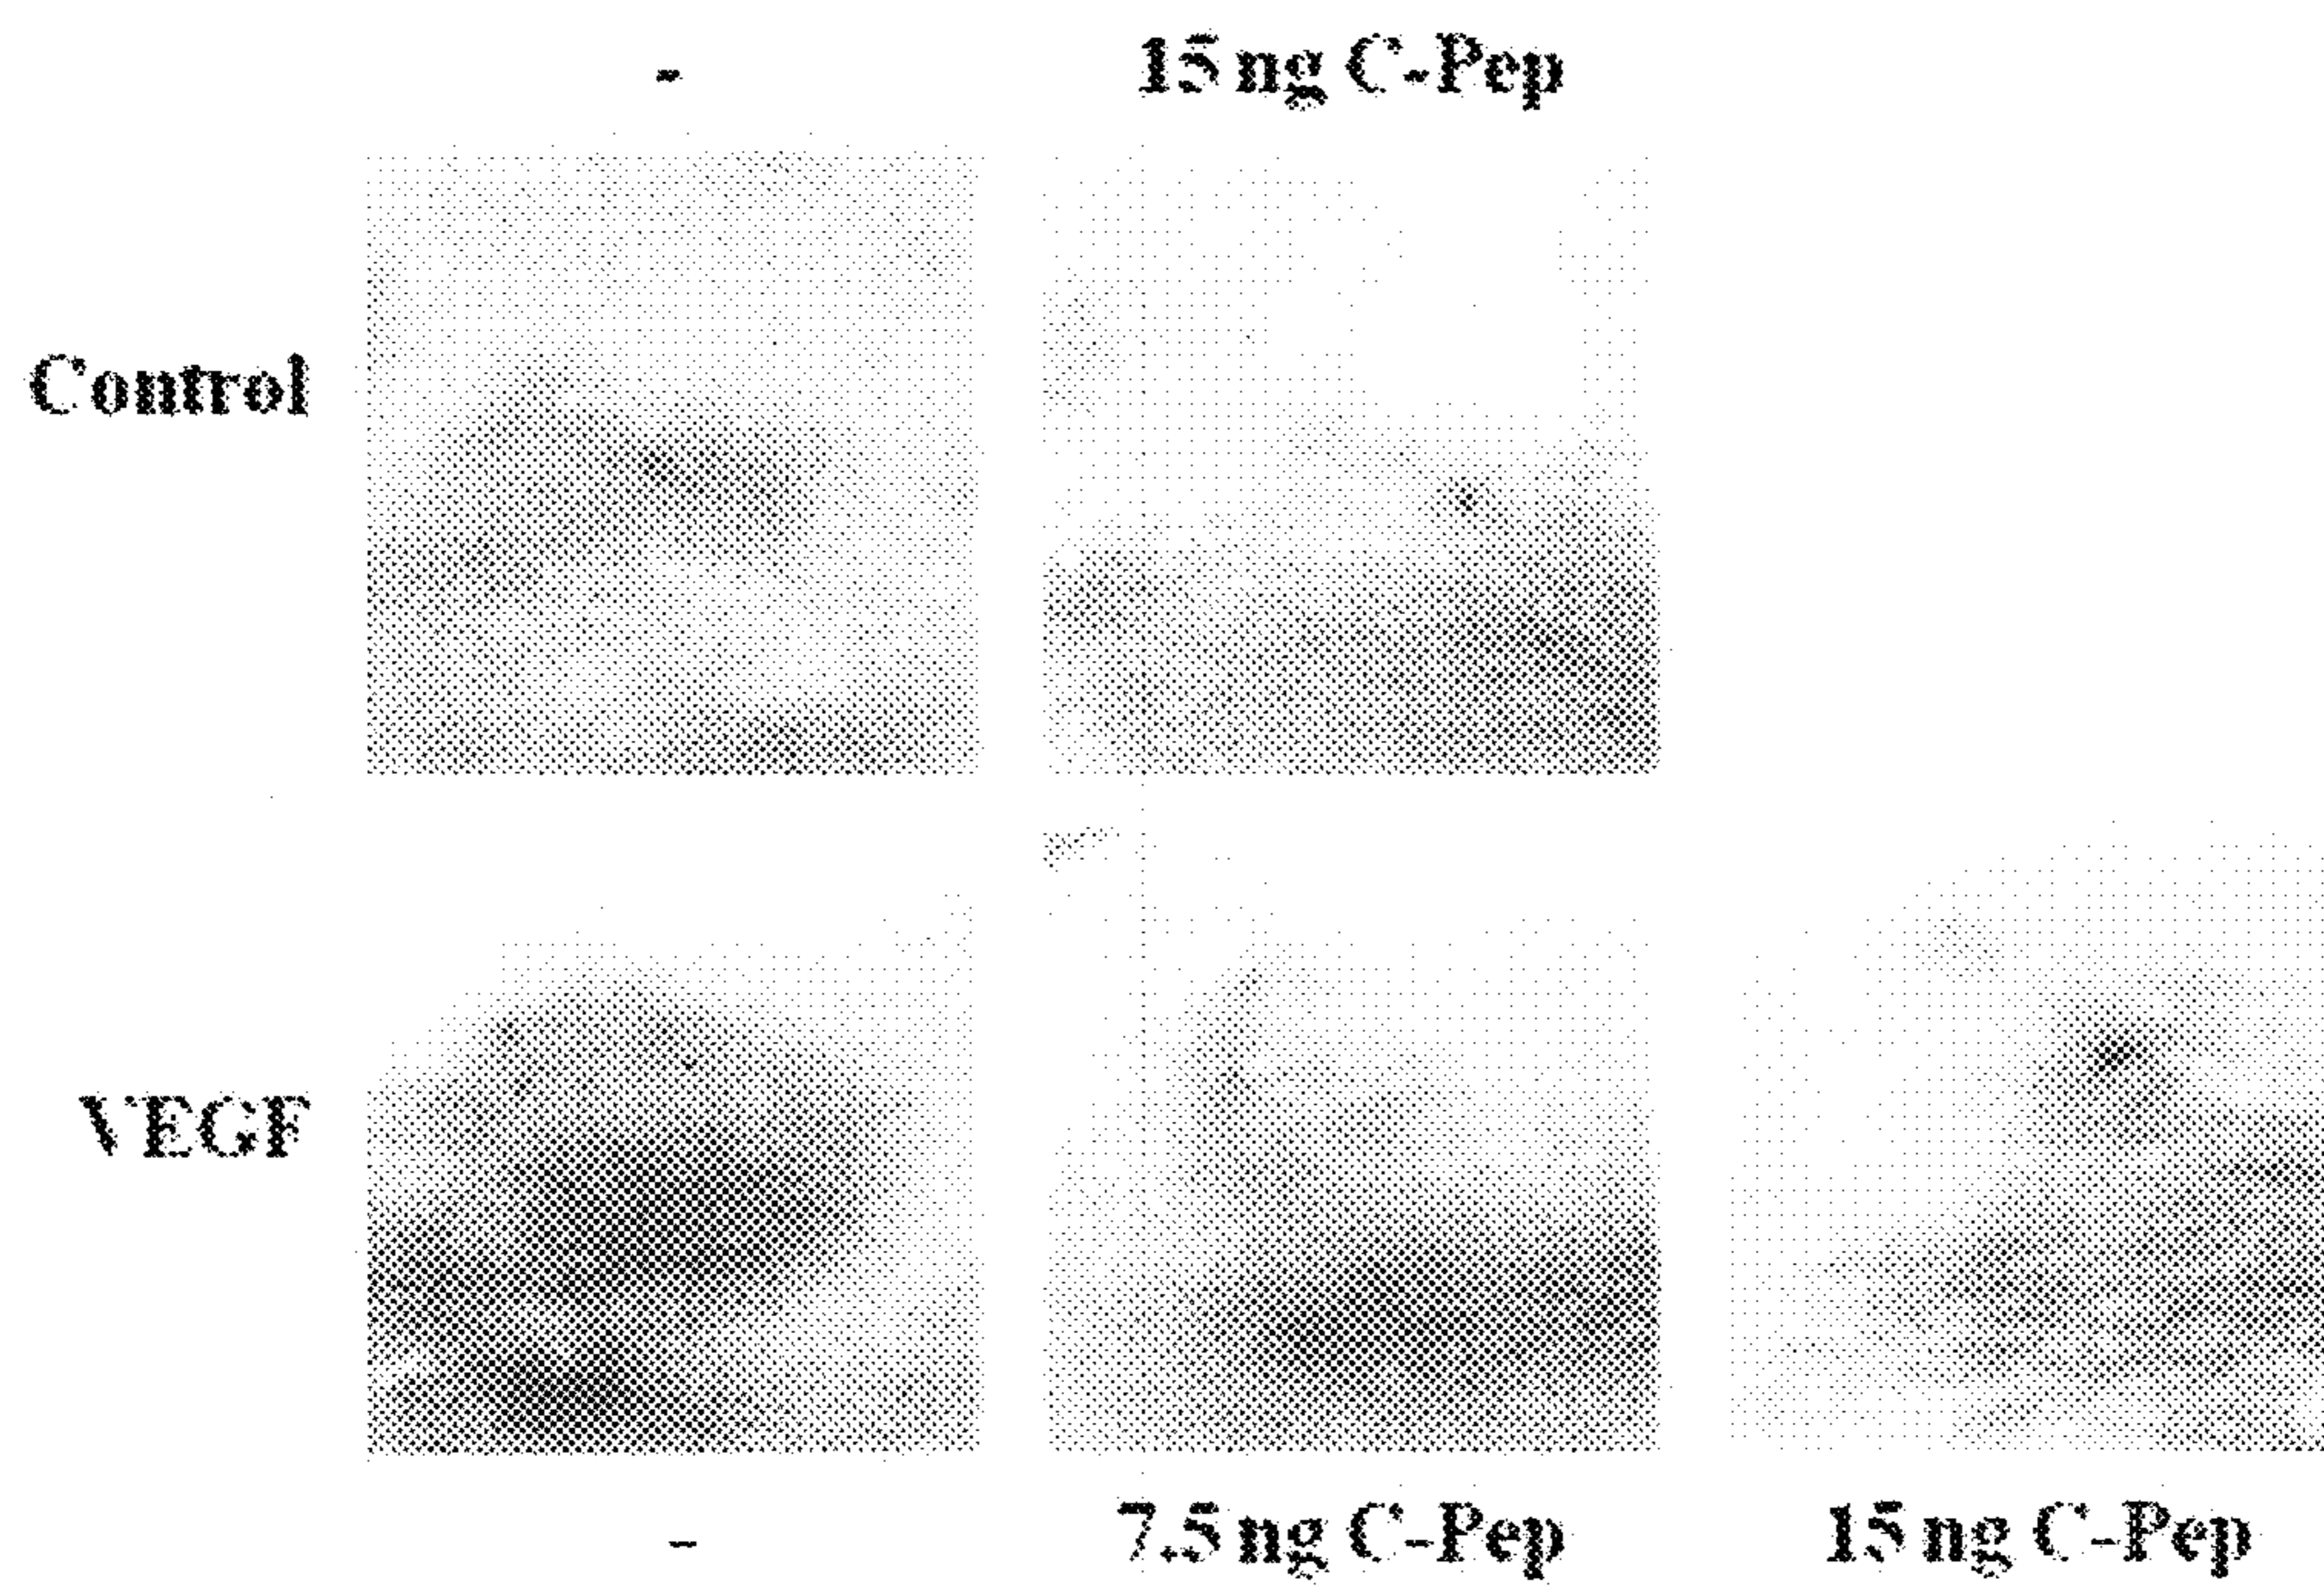 - 15 ng C-Pep
Control
VEGF
- 7.5 ng C-Pep 15 ng C-Pep